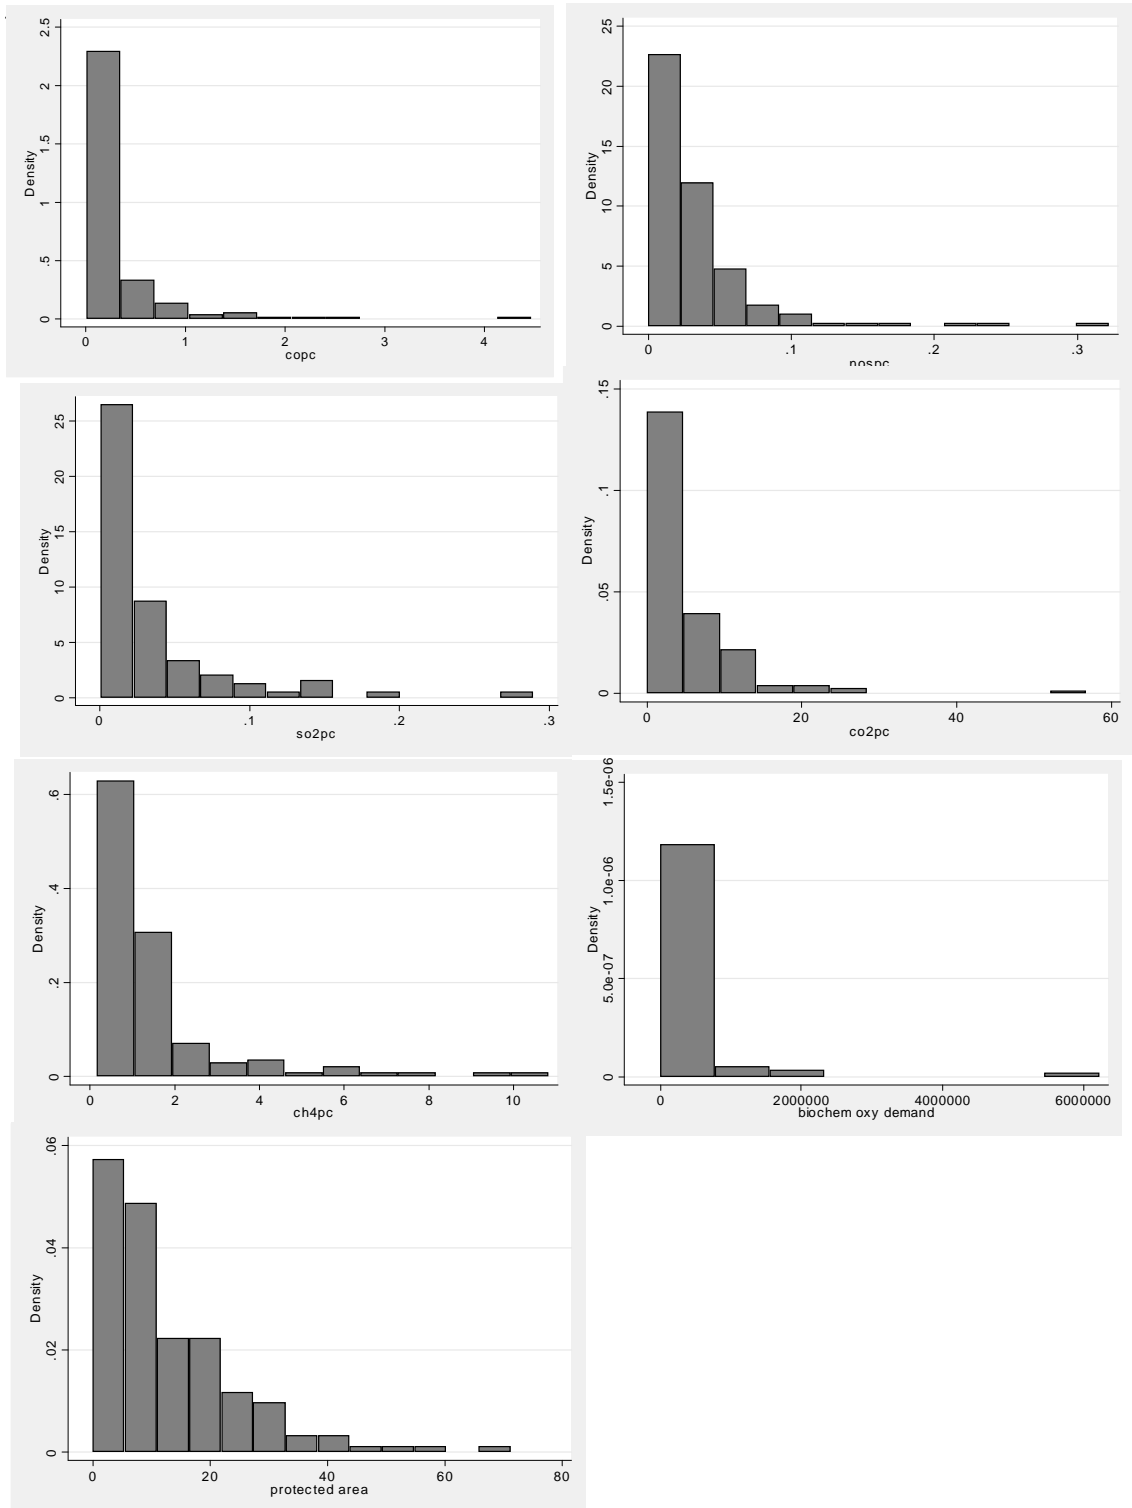 2.5
2
1.5
1
.5
0
Density
0 1 2 3 4
copc
25
20
15
10
5
0
Density
0 .1 .2 .3
nospc
25
20
15
10
5
0
Density
0 .1 .2 .3
so2pc
.15
.1
.05
0
Density
0 20 40 60
co2pc
.6
.4
.2
0
Density
0 2 4 6 8 10
ch4pc
1.5e-06
1.0e-06
5.0e-07
0
Density
0 2000000 4000000 6000000
biochem oxy demand
.06
.04
.02
0
Density
0 20 40 60 80
protected area